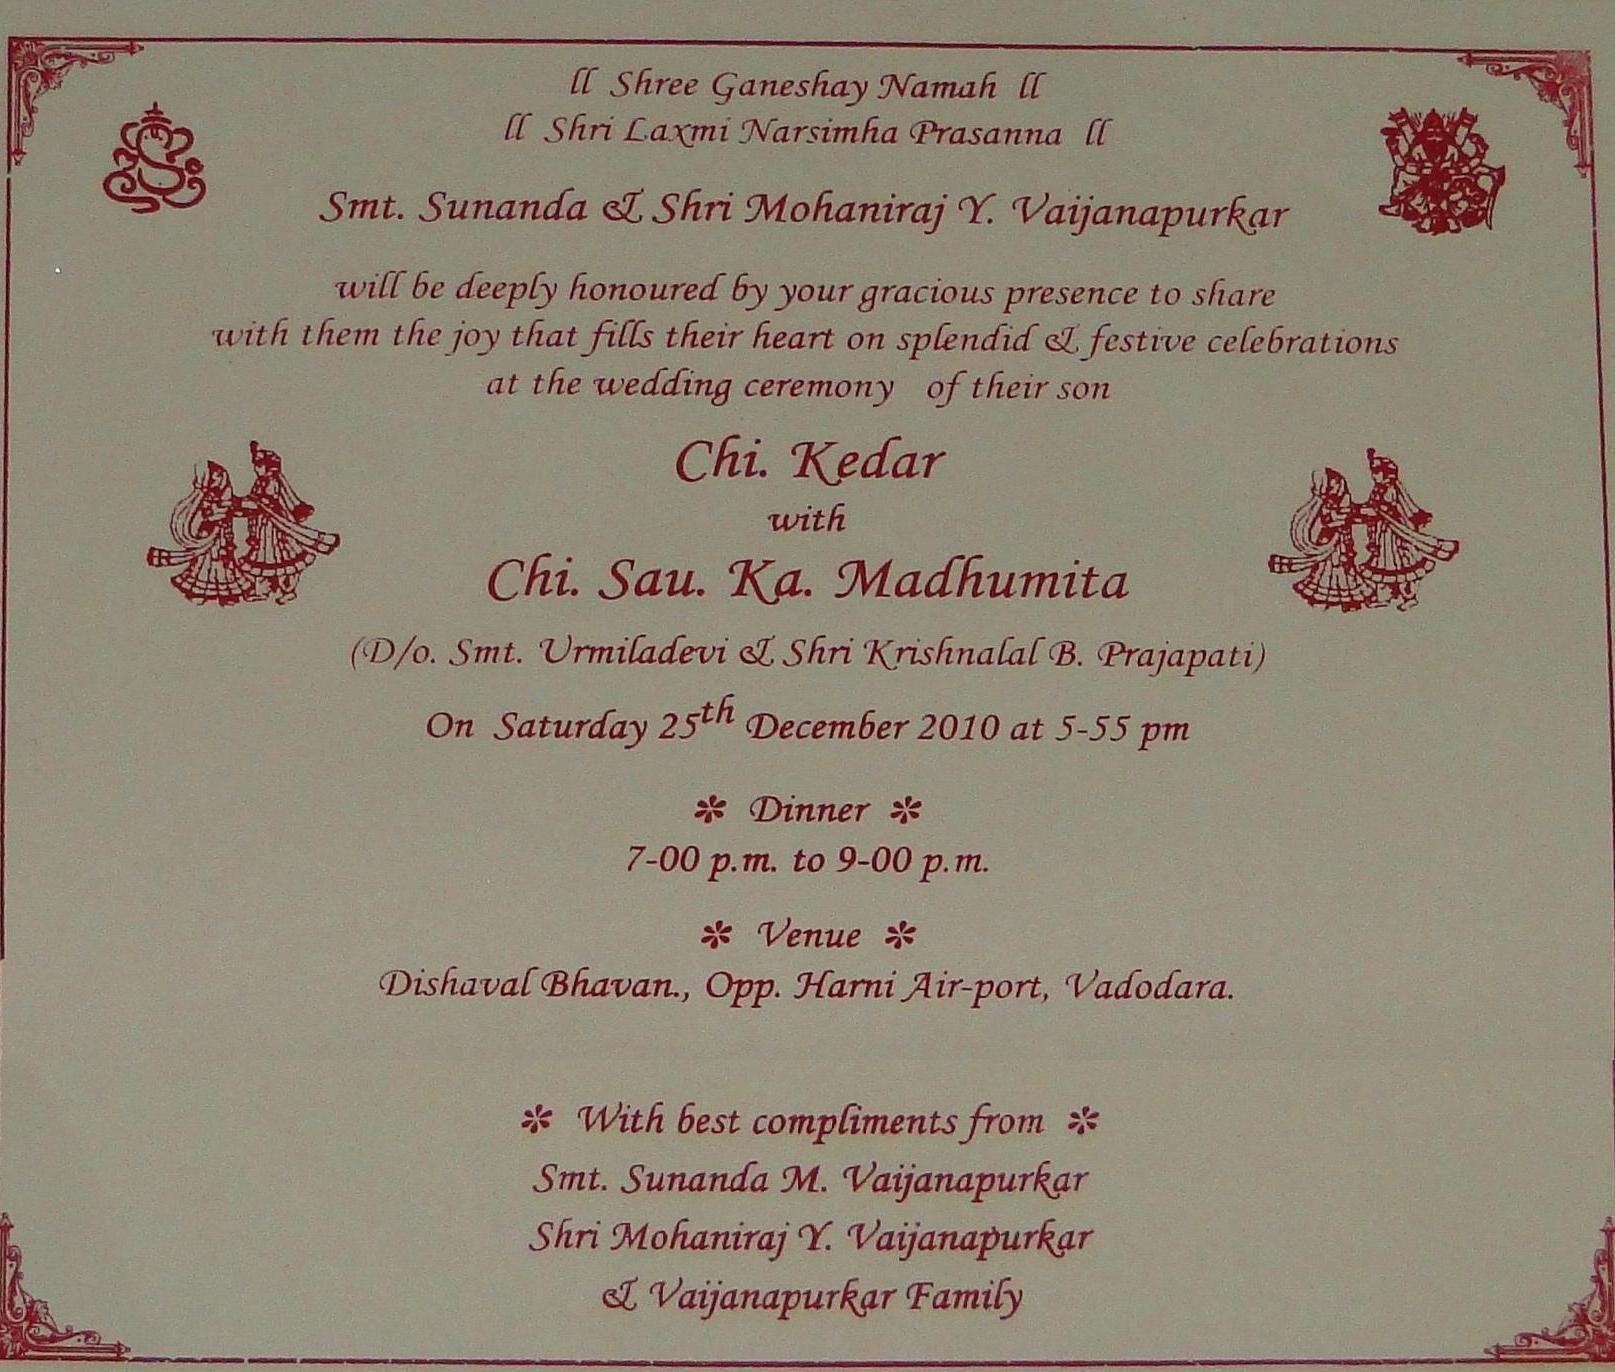 ll Shree Ganeshay Namah ll
ll Shri Laxmi Narsimha Prasanna ll
Smt. Sunanda & Shri Mohaniraj Y. Vaijanapurkar
will be deeply honoured by your gracious presence to share
with them the joy that fills their heart on splendid & festive celebrations
at the wedding ceremony of their son
Chi. Kedar
with
Chi. Sau. Ka. Madhumita
(D/o. Smt. Urmiladevi & Shri Krishnalal B. Prajapati)
On Saturday 25th December 2010 at 5-55 pm
* Dinner *
7-00 p.m. to 9-00 p.m.
* Venue *
Dishaval Bhavan., Opp. Harni Air-port, Vadodara.
* With best compliments from *
Smt. Sunanda M. Vaijanapurkar
Shri Mohaniraj Y. Vaijanapurkar
& Vaijanapurkar Family